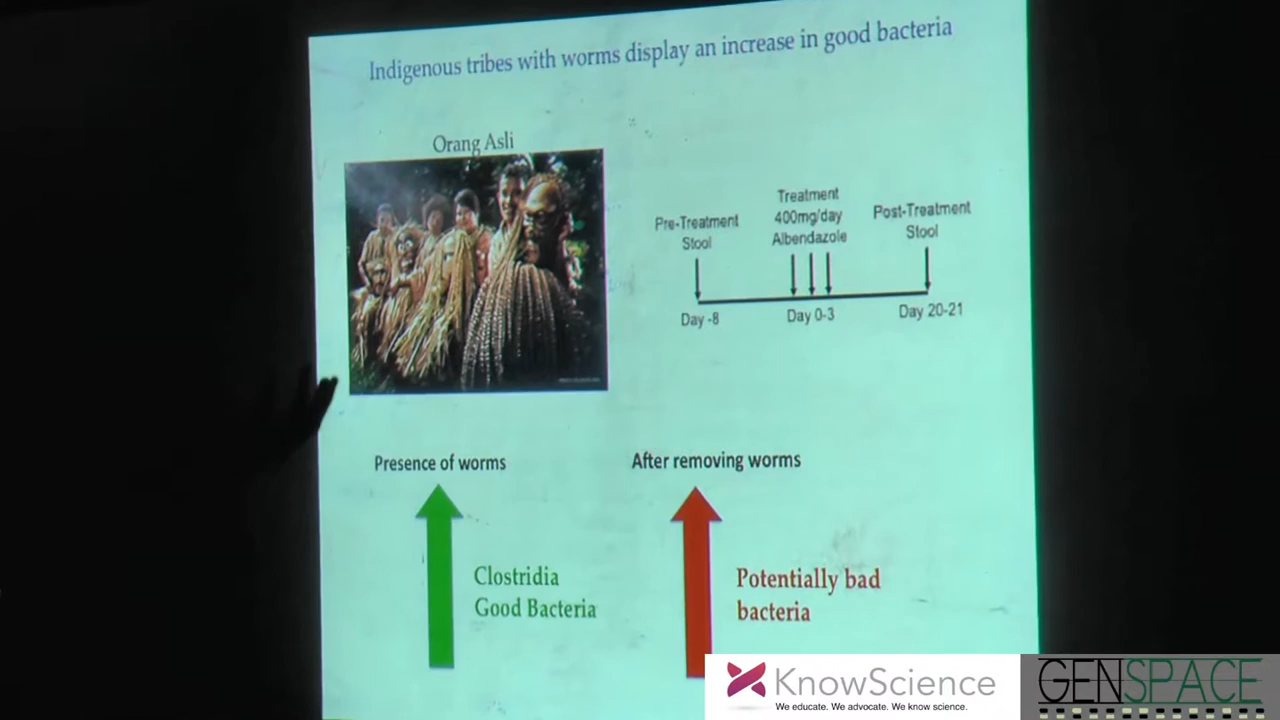 Indigenous tribes with worms display an increase in good bacteria
Orang Asli
Pre-Treatment
Stool
Treatment
400mg/day
Albendazole
Post-Treatment
Stool
Day -8
Day 0-3
Day 20-21
Presence of worms
After removing worms
Clostridia
Good Bacteria
Potentially bad
bacteria
KnowScience
We educate. We advocate. We know science.
GENSPACE